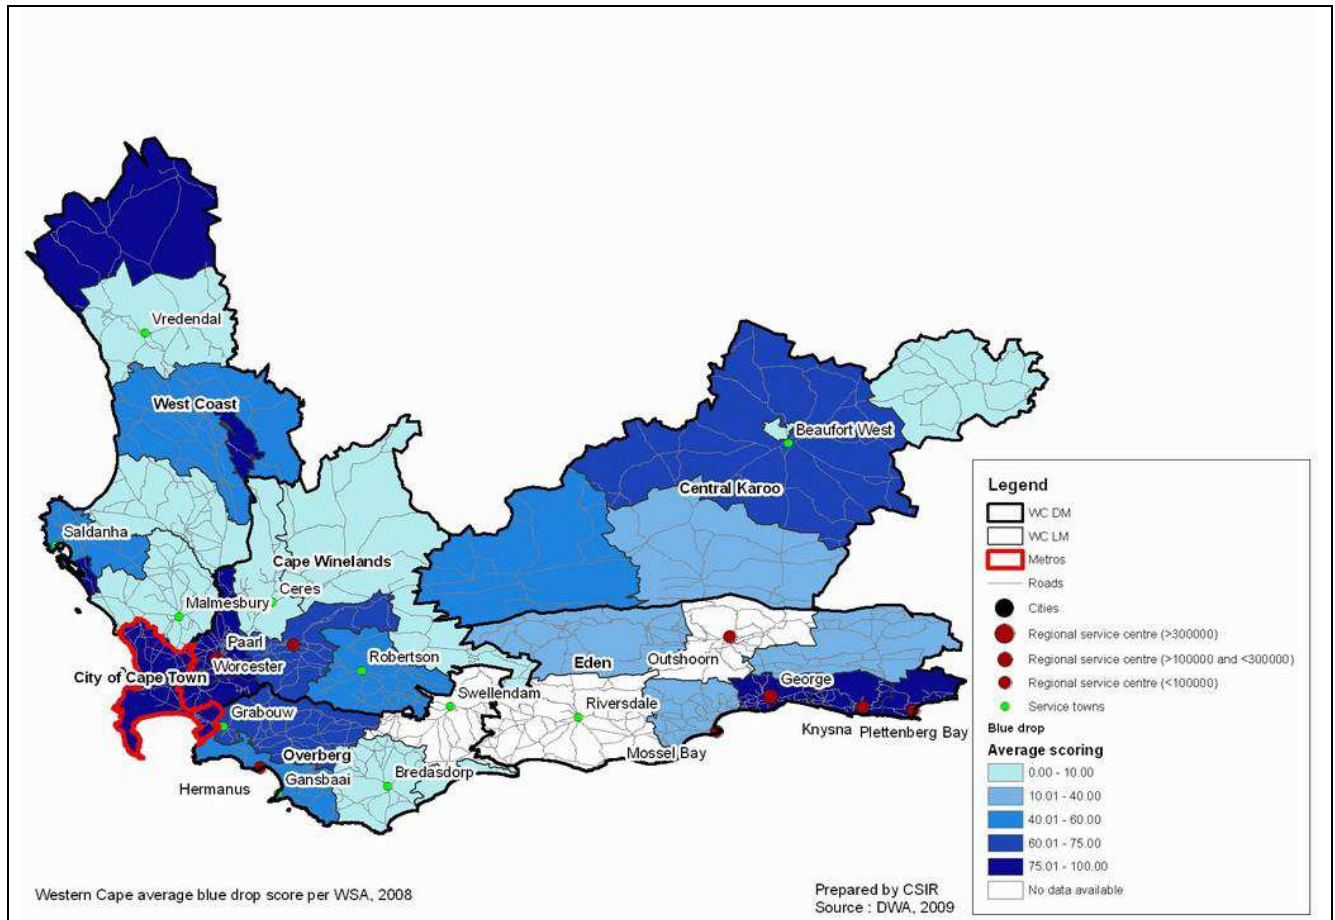 Vredendal
West Coast
Beaufort West
Central Karoo
Saldanha
Cape Winelands
Ceres
Malmesbury
Paarl
Worcester
Robertson
City of Cape Town
Eden
Outshoorn
George
Swellendam
Riversdale
Grabouw
Knysna
Plettenberg Bay
Mossel Bay
Overberg
Gansbaai
Bredasdorp
Hermanus
Legend
WC DM
WC LM
Metros
Roads
Cities
Regional service centre (>300000)
Regional service centre (>100000 and <300000)
Regional service centre (<100000)
Service towns
Blue drop
Average scoring
0.00 - 10.00
10.01 - 40.00
40.01 - 60.00
60.01 - 75.00
75.01 - 100.00
No data available
Western Cape average blue drop score per WSA, 2008
Prepared by CSIR
Source : DWA, 2009